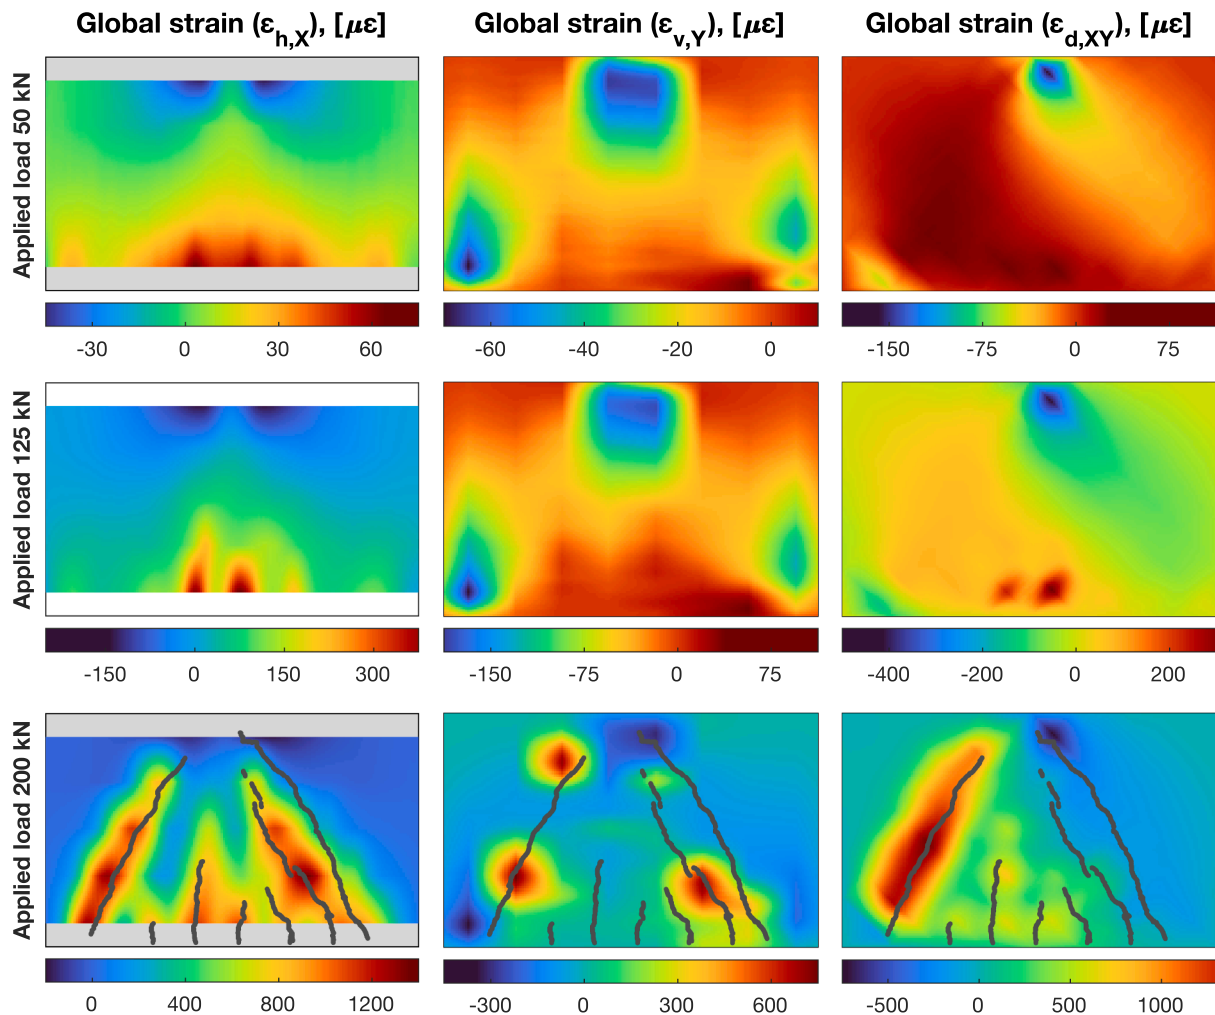 Global strain (εh,X), [με] Global strain (εv,Y), [με] Global strain (εd,XY), [με]
Applied load 50 kN
-30 0 30 60 -60 -40 -20 0 -150 -75 0 75
Applied load 125 kN
-150 0 150 300 -150 -75 0 75 -400 -200 0 200
Applied load 200 kN
0 400 800 1200 -300 0 300 600 -500 0 500 1000